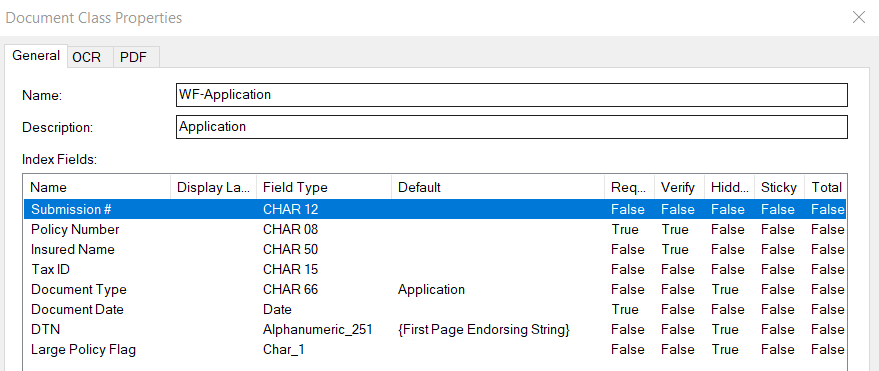 Document Class Properties
General OCR PDF
Name: WF-Application
Description: Application
Index Fields:
Name Display La... Field Type Default Req... Verify Hidd... Sticky Total
Submission # CHAR 12 False False False False False
Policy Number CHAR 08 True True False False False
Insured Name CHAR 50 False True False False False
Tax ID CHAR 15 False False False False False
Document Type CHAR 66 Application False False True False False
Document Date Date True False False False False
DTN Alphanumeric_251 {First Page Endorsing String} False False True False False
Large Policy Flag Char_1 False False True False False